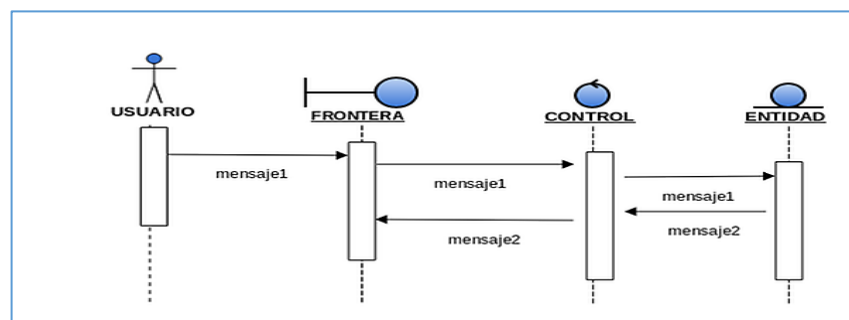 USUARIO
FRONTERA
CONTROL
ENTIDAD
mensaje1
mensaje1
mensaje1
mensaje2
mensaje2